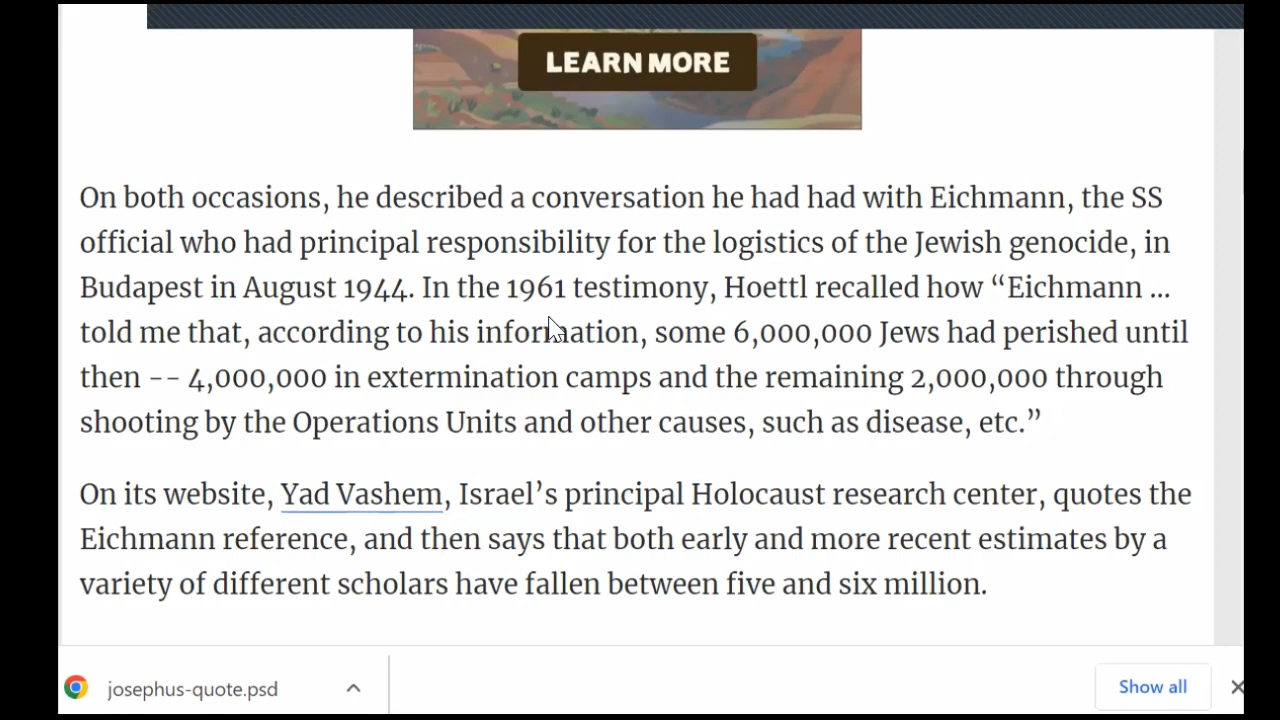 LEARN MORE
On both occasions, he described a conversation he had had with Eichmann, the SS
official who had principal responsibility for the logistics of the Jewish genocide, in
Budapest in August 1944. In the 1961 testimony, Hoettl recalled how “Eichmann ...
told me that, according to his information, some 6,000,000 Jews had perished until
then -- 4,000,000 in extermination camps and the remaining 2,000,000 through
shooting by the Operations Units and other causes, such as disease, etc.”
On its website, Yad Vashem, Israel’s principal Holocaust research center, quotes the
Eichmann reference, and then says that both early and more recent estimates by a
variety of different scholars have fallen between five and six million.
josephus-quote.psd
Show all